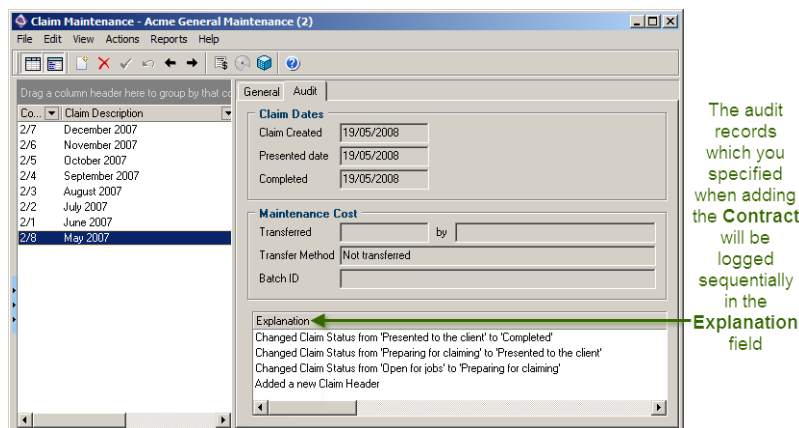 Claim Maintenance - Acme General Maintenance (2)
File Edit View Actions Reports Help
Drag a column header here to group by that co
General Audit
Co... Claim Description
2/7 December 2007
2/6 November 2007
2/5 October 2007
2/4 September 2007
2/3 August 2007
2/2 July 2007
2/1 June 2007
2/8 May 2007
Claim Dates
Claim Created 19/05/2008
Presented date 19/05/2008
Completed 19/05/2008
Maintenance Cost
Transferred by
Transfer Method Not transferred
Batch ID
Explanation
Changed Claim Status from 'Presented to the client' to 'Completed'
Changed Claim Status from 'Preparing for claiming' to 'Presented to the client'
Changed Claim Status from 'Open for jobs' to 'Preparing for claiming'
Added a new Claim Header
The audit
records
which you
specified
when adding
the Contract
will be
logged
sequentially
in the
Explanation
field